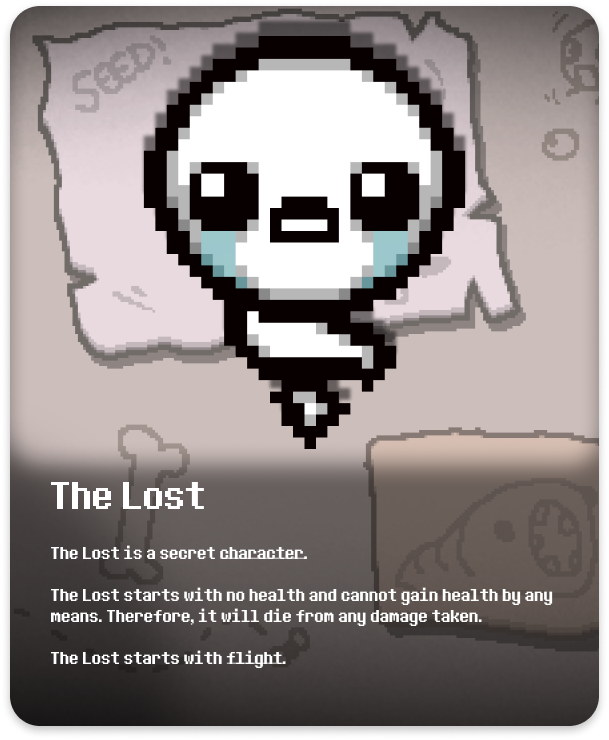 SEED!
The Lost
The Lost is a secret character.
The Lost starts with no health and cannot gain health by any
means. Therefore, it will die from any damage taken.
The Lost starts with flight.